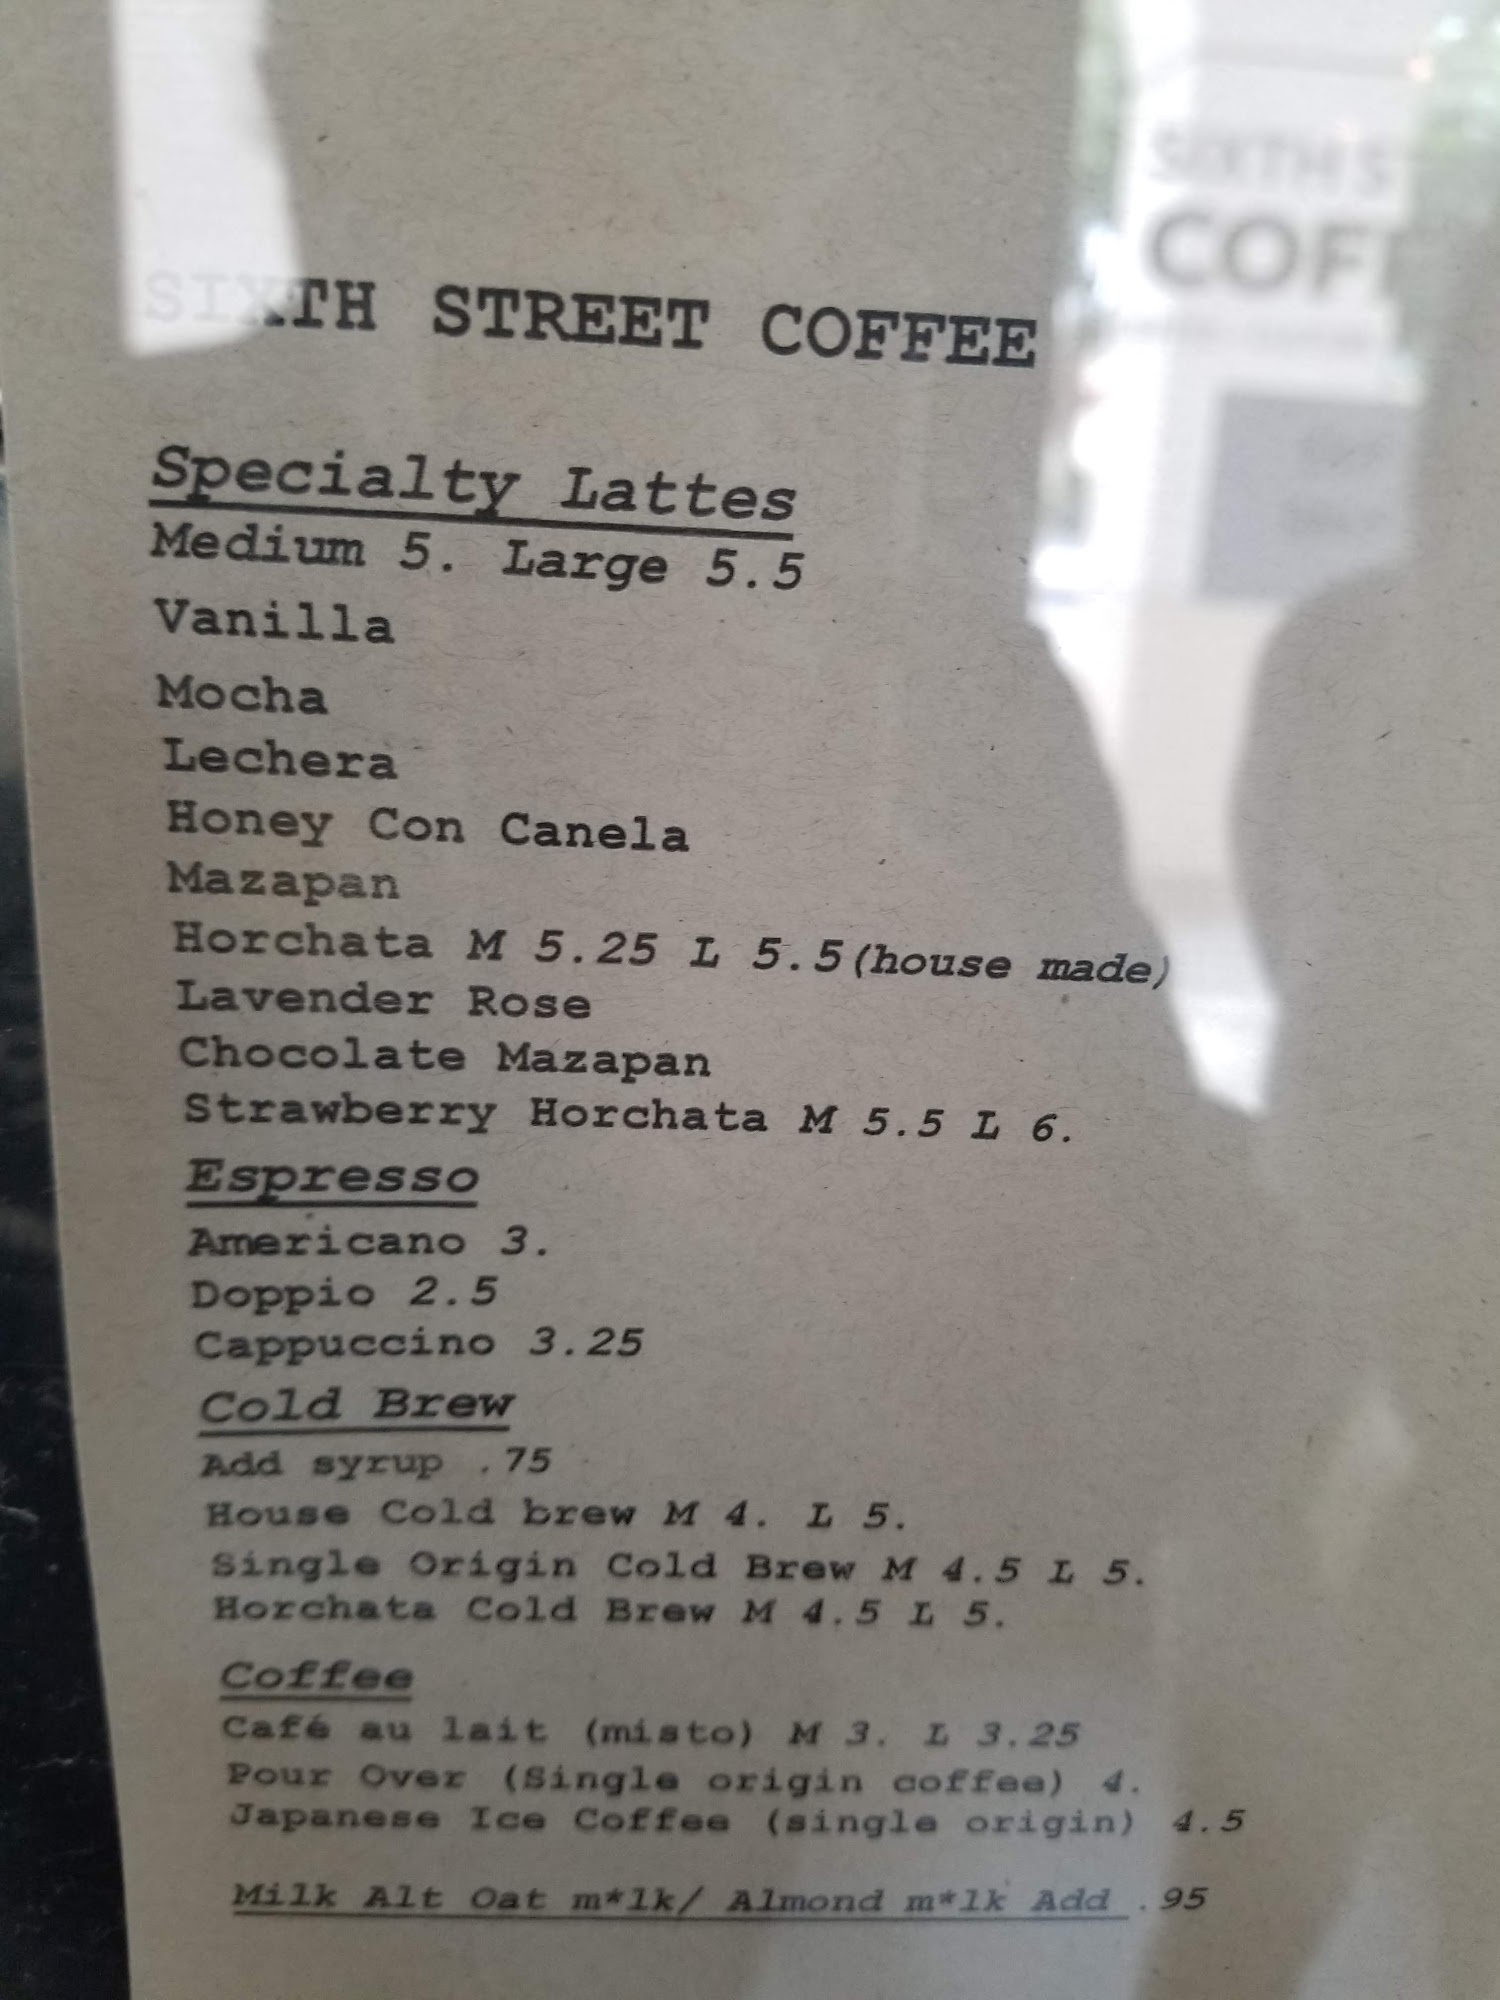 SIXTH STREET COFFEE
Specialty Lattes
Medium 5. Large 5.5
Vanilla
Mocha
Lechera
Honey Con Canela
Mazapan
Horchata M 5.25 L 5.5(house made)
Lavender Rose
Chocolate Mazapan
Strawberry Horchata M 5.5 L 6.
Espresso
Americano 3.
Doppio 2.5
Cappuccino 3.25
Cold Brew
Add syrup .75
House Cold brew M 4. L 5.
Single Origin Cold Brew M 4.5 L 5.
Horchata Cold Brew M 4.5 L 5.
Coffee
Café au lait (misto) M 3. L 3.25
Pour Over (Single origin coffee) 4.
Japanese Ice Coffee (single origin) 4.5
Milk Alt Oat m*lk/ Almond m*lk Add .95
SIXTH S
COFF